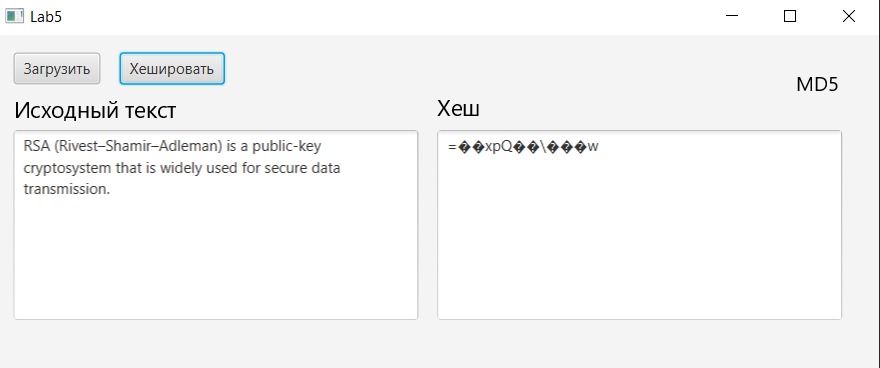 Lab5
Загрузить Хешировать
MD5
Исходный текст
Хеш
RSA (Rivest–Shamir–Adleman) is a public-key
cryptosystem that is widely used for secure data
transmission.
=��xpQ��\���w